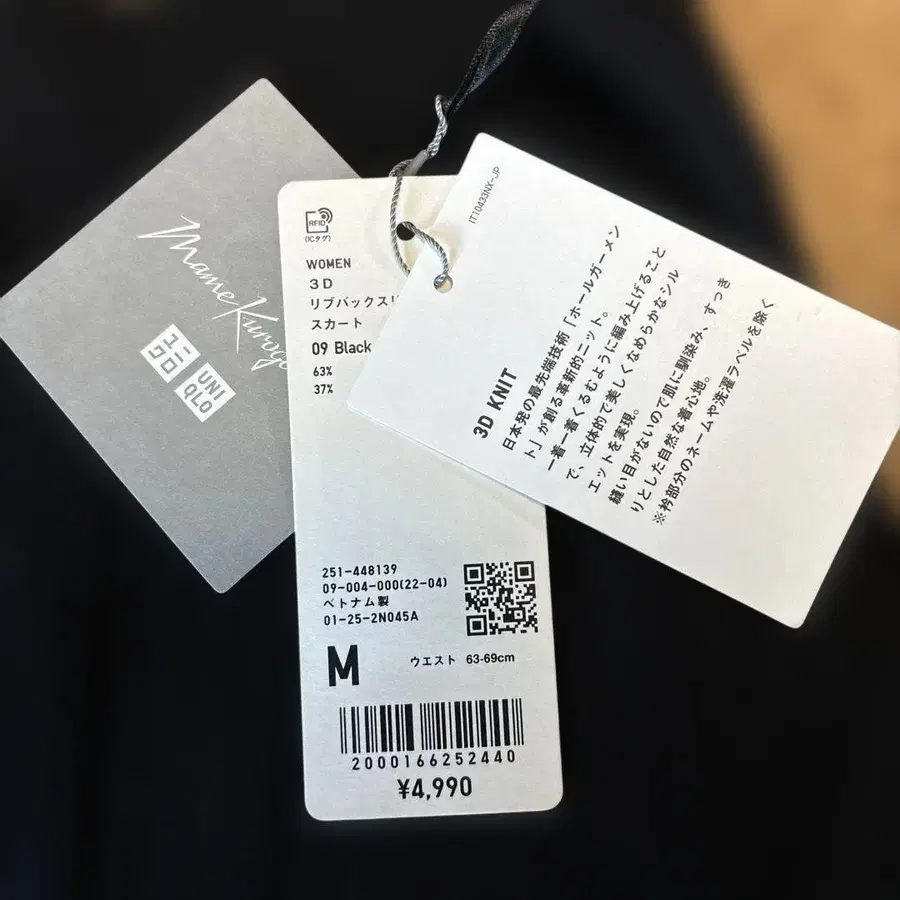 Mame
ユニ
クロ
UNI
QLO
RFID
(ICタグ)
WOMEN
3D
リブバックス
スカート
09 Black
63%
37%
251-448139
09-004-000(22-04)
ベトナム製
01-25-2N045A
M ウエスト 63-69cm
2000166252440
¥4,990
IT10433NX-JP
3D KNIT
日本発の最先端技術「ホールガーメン
ト」が創る革新的ニット。
一着一着くるむように編み上げること
で、立体的で美しくなめらかなシル
エットを実現。
縫い目がないので肌に馴染み、すっき
りとした自然な着心地。
※衿部分のネームや洗濯ラベルを除く